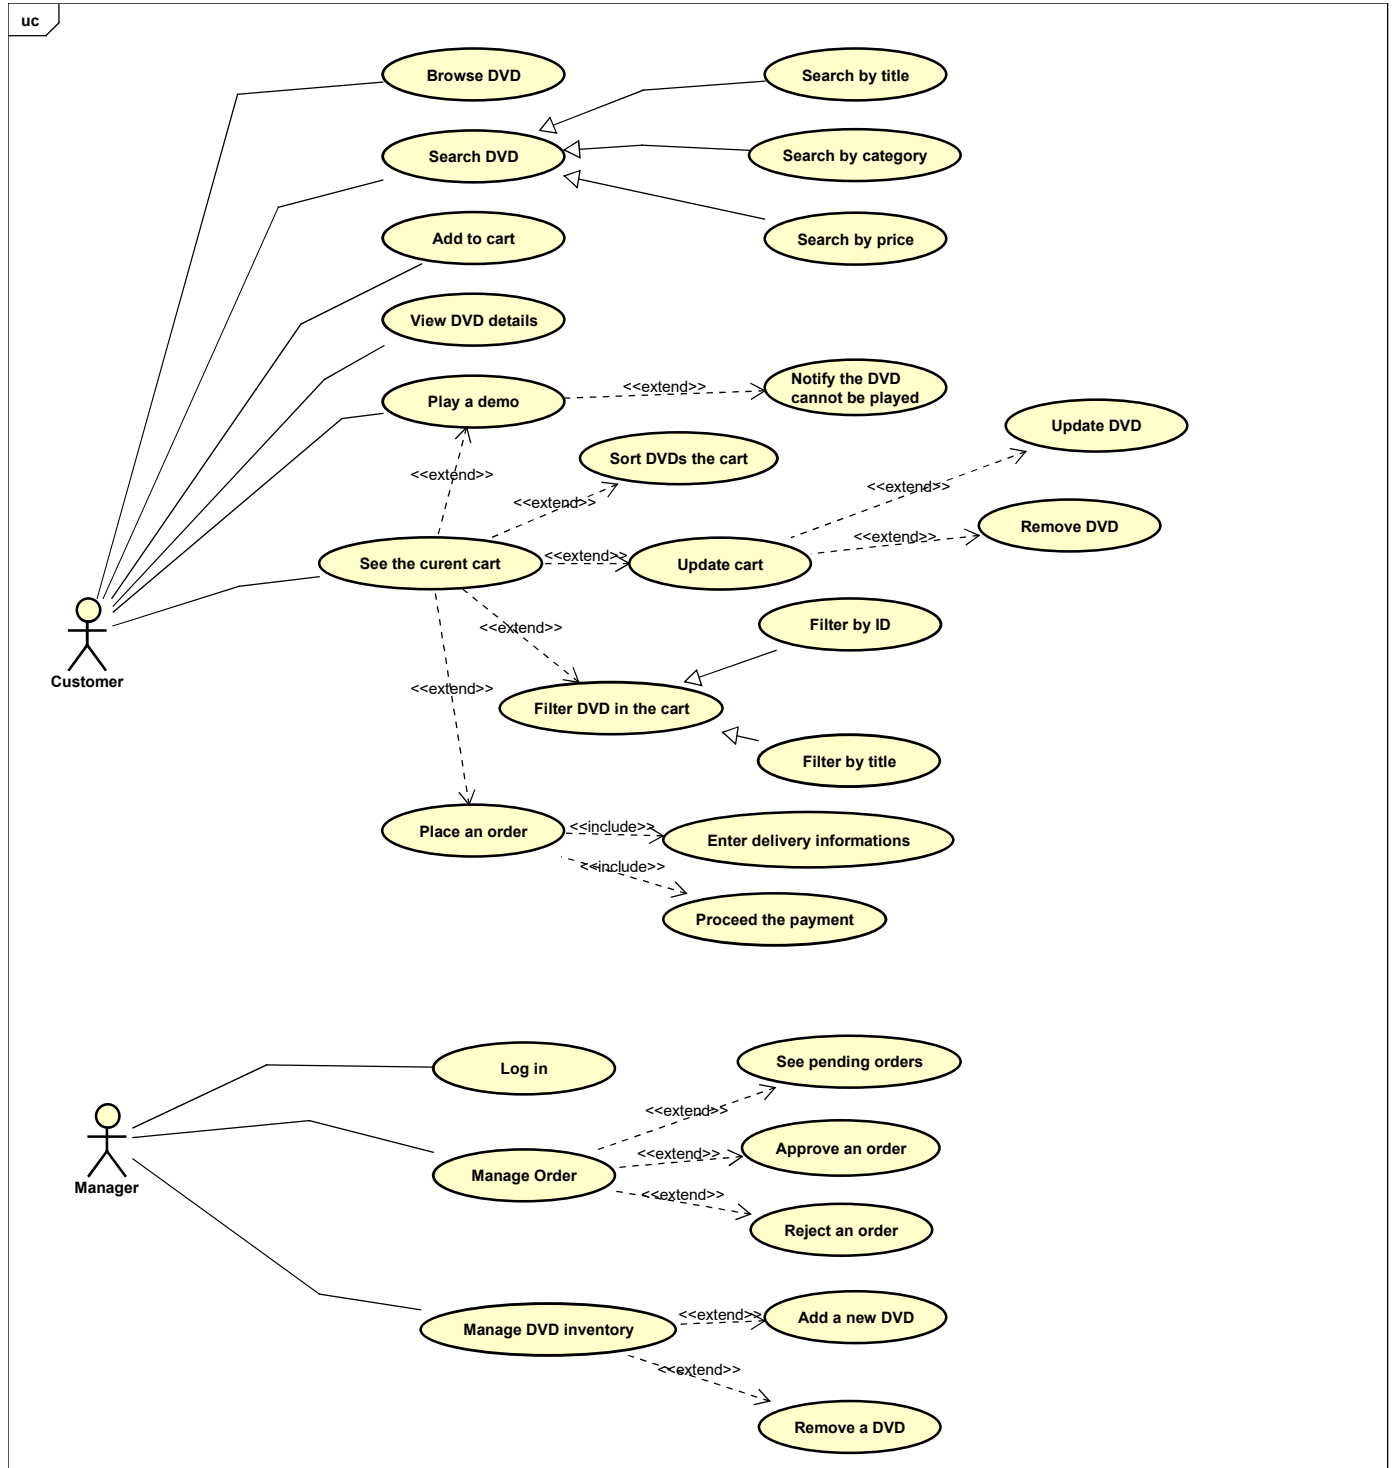 uc
Browse DVD
Search by title
Search DVD
Search by category
Add to cart
Search by price
View DVD details
Play a demo
<<extend>>
Notify the DVD
cannot be played
Update DVD
Sort DVDs the cart
<<extend>>
<<extend>>
<<extend>>
Remove DVD
<<extend>>
See the curent cart
<<extend>>
Update cart
Filter by ID
<<extend>>
Customer
<<extend>>
Filter DVD in the cart
Filter by title
Place an order
<<include>>
Enter delivery informations
<<include>>
Proceed the payment
Log in
See pending orders
<<extend>>
Manager
Manage Order
<<extend>>
Approve an order
<<extend>>
Reject an order
Manage DVD inventory
<<extend>>
Add a new DVD
<<extend>>
Remove a DVD